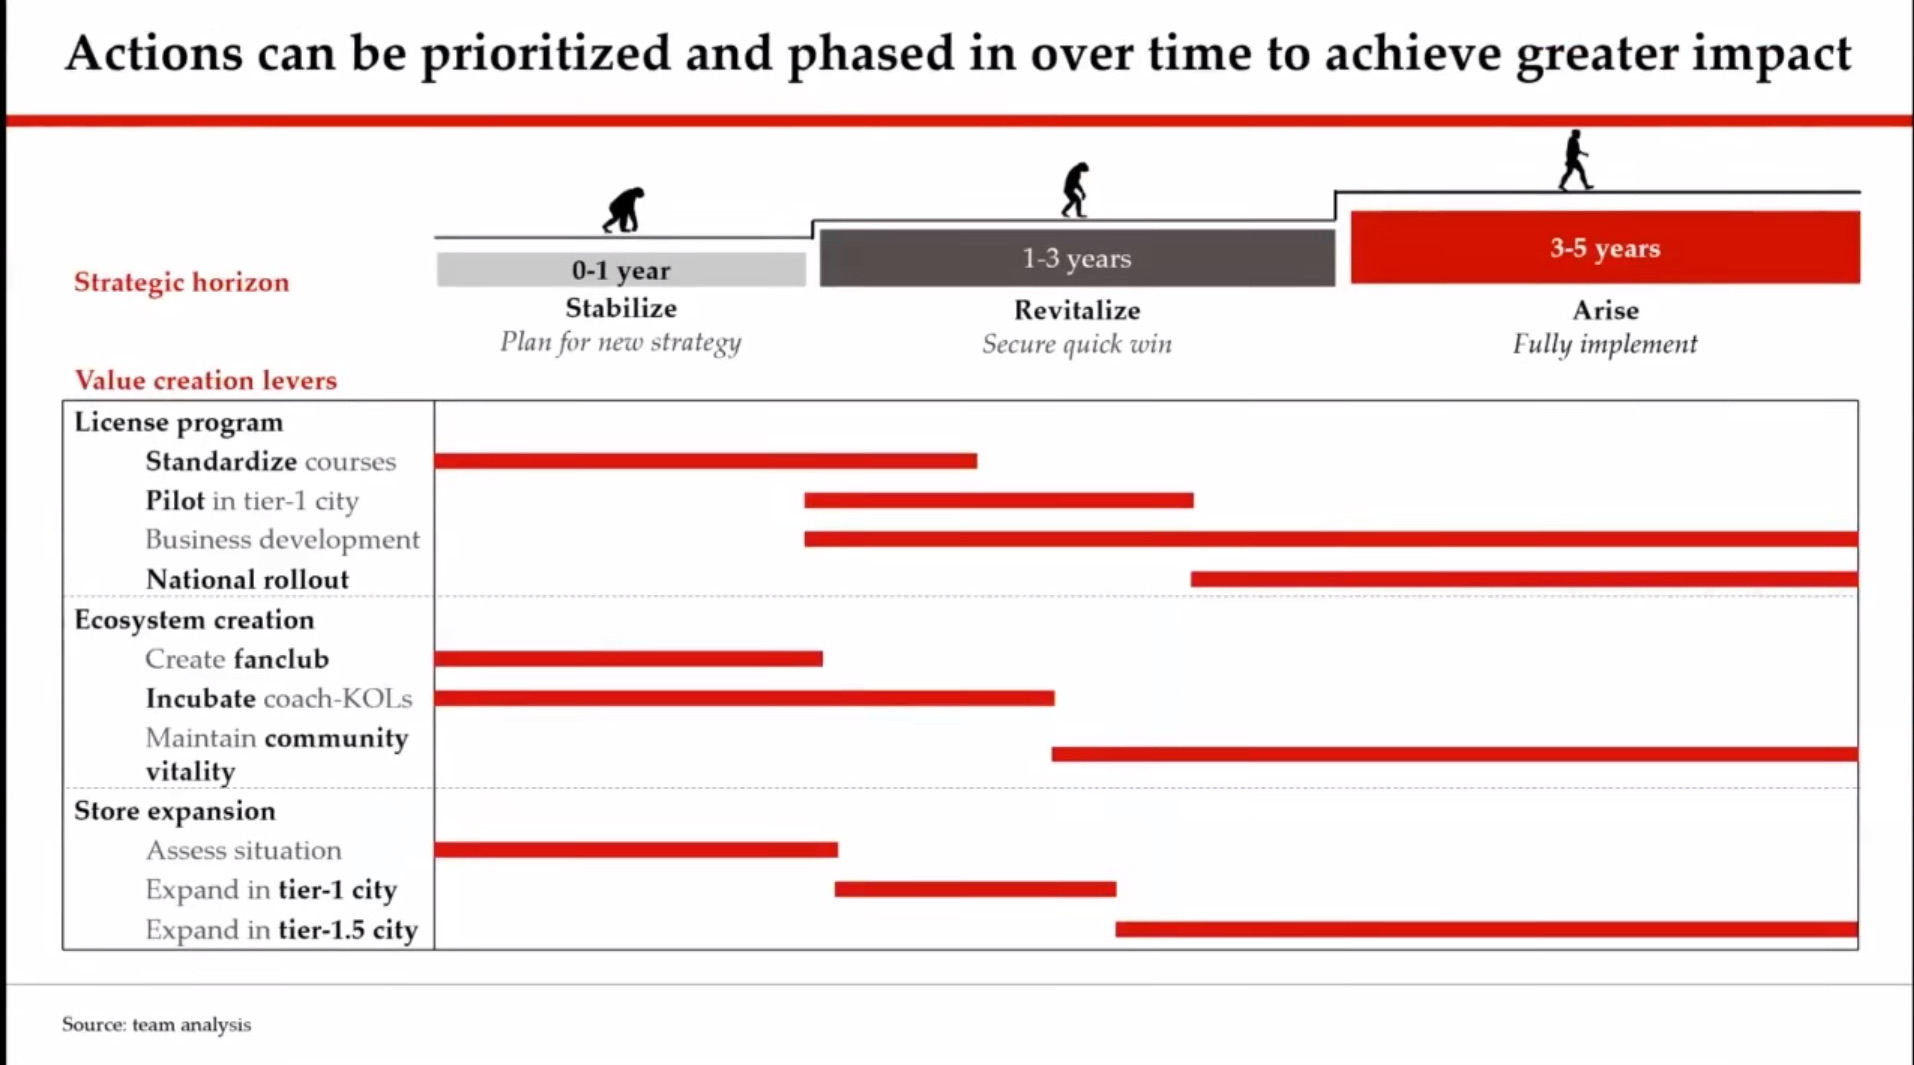 Actions can be prioritized and phased in over time to achieve greater impact
Strategic horizon
0-1 year
Stabilize
Plan for new strategy
1-3 years
Revitalize
Secure quick win
3-5 years
Arise
Fully implement
Value creation levers
License program
Standardize courses
Pilot in tier-1 city
Business development
National rollout
Ecosystem creation
Create fanclub
Incubate coach-KOLs
Maintain community
vitality
Store expansion
Assess situation
Expand in tier-1 city
Expand in tier-1.5 city
Source: team analysis